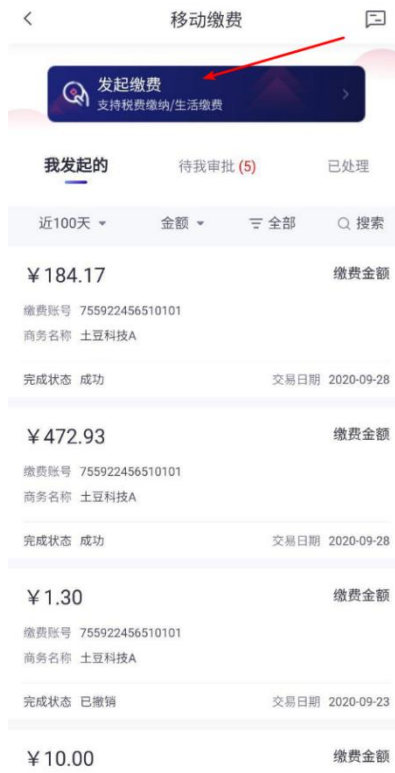 移动缴费
发起缴费
支持税费缴纳/生活缴费
我发起的 待我审批 (5) 已处理
近100天 金额 全部 搜索
￥184.17 缴费金额
缴费账号 755922456510101
商务名称 土豆科技A
完成状态 成功 交易日期 2020-09-28
￥472.93 缴费金额
缴费账号 755922456510101
商务名称 土豆科技A
完成状态 成功 交易日期 2020-09-28
￥1.30 缴费金额
缴费账号 755922456510101
商务名称 土豆科技A
完成状态 已撤销 交易日期 2020-09-23
￥10.00 缴费金额